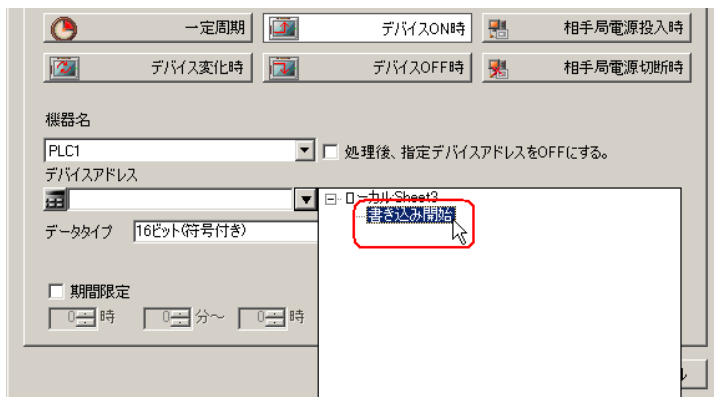 一定周期
デバイスON時
相手局電源投入時
デバイス変化時
デバイスOFF時
相手局電源切断時
機器名
PLC1
処理後、指定デバイスアドレスをOFFにする。
デバイスアドレス
ローカル:Sheet3
書き込み開始
データタイプ 16ビット(符号付き)
期間限定
0 時 0 分～ 0 時
ル